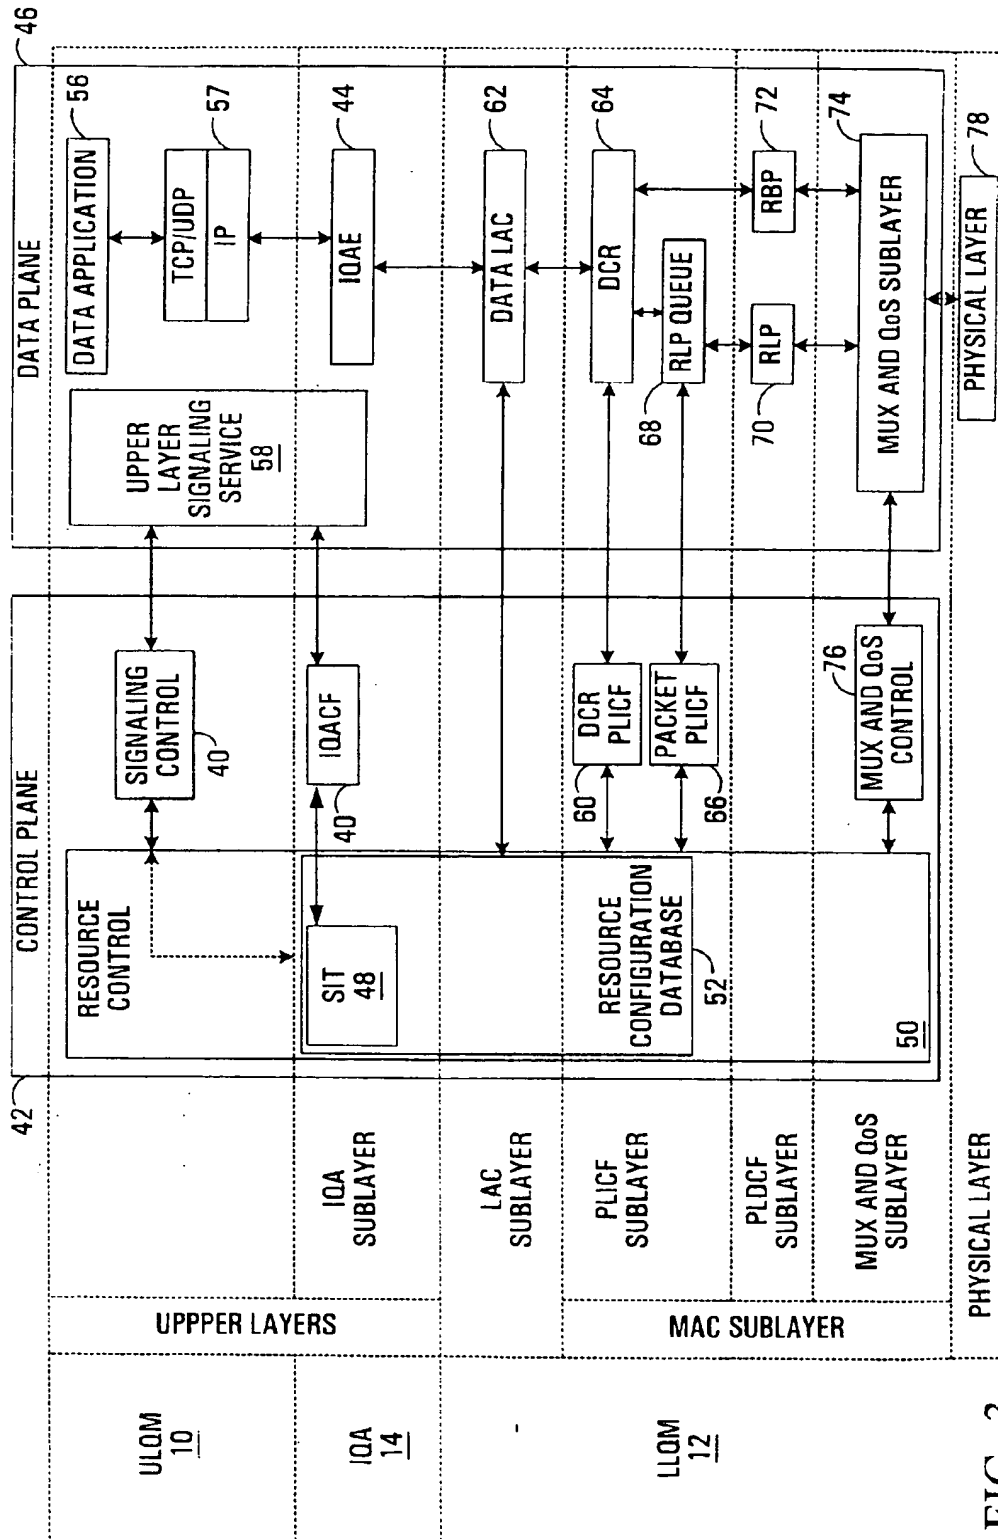 42
CONTROL PLANE
DATA PLANE
46
ULQM
10
IQA
14
LLQM
12
UPPPER LAYERS
MAC SUBLAYER
IQA
SUBLAYER
LAC
SUBLAYER
PLICF
SUBLAYER
PLDCF
SUBLAYER
MUX AND QoS
SUBLAYER
PHYSICAL LAYER
RESOURCE
CONTROL
SIT
48
RESOURCE
CONFIGURATION
DATABASE
52
50
SIGNALING
CONTROL
40
IQACF
40
DCR
PLICF
60
PACKET
PLICF
66
76
MUX AND QoS
CONTROL
UPPER
LAYER
SIGNALING
SERVICE
58
DATA APPLICATION
56
TCP/UDP
IP
57
IQAE
44
DATA LAC
62
DCR
64
RLP QUEUE
68
RLP
70
RBP
72
MUX AND QoS SUBLAYER
74
PHYSICAL LAYER
78